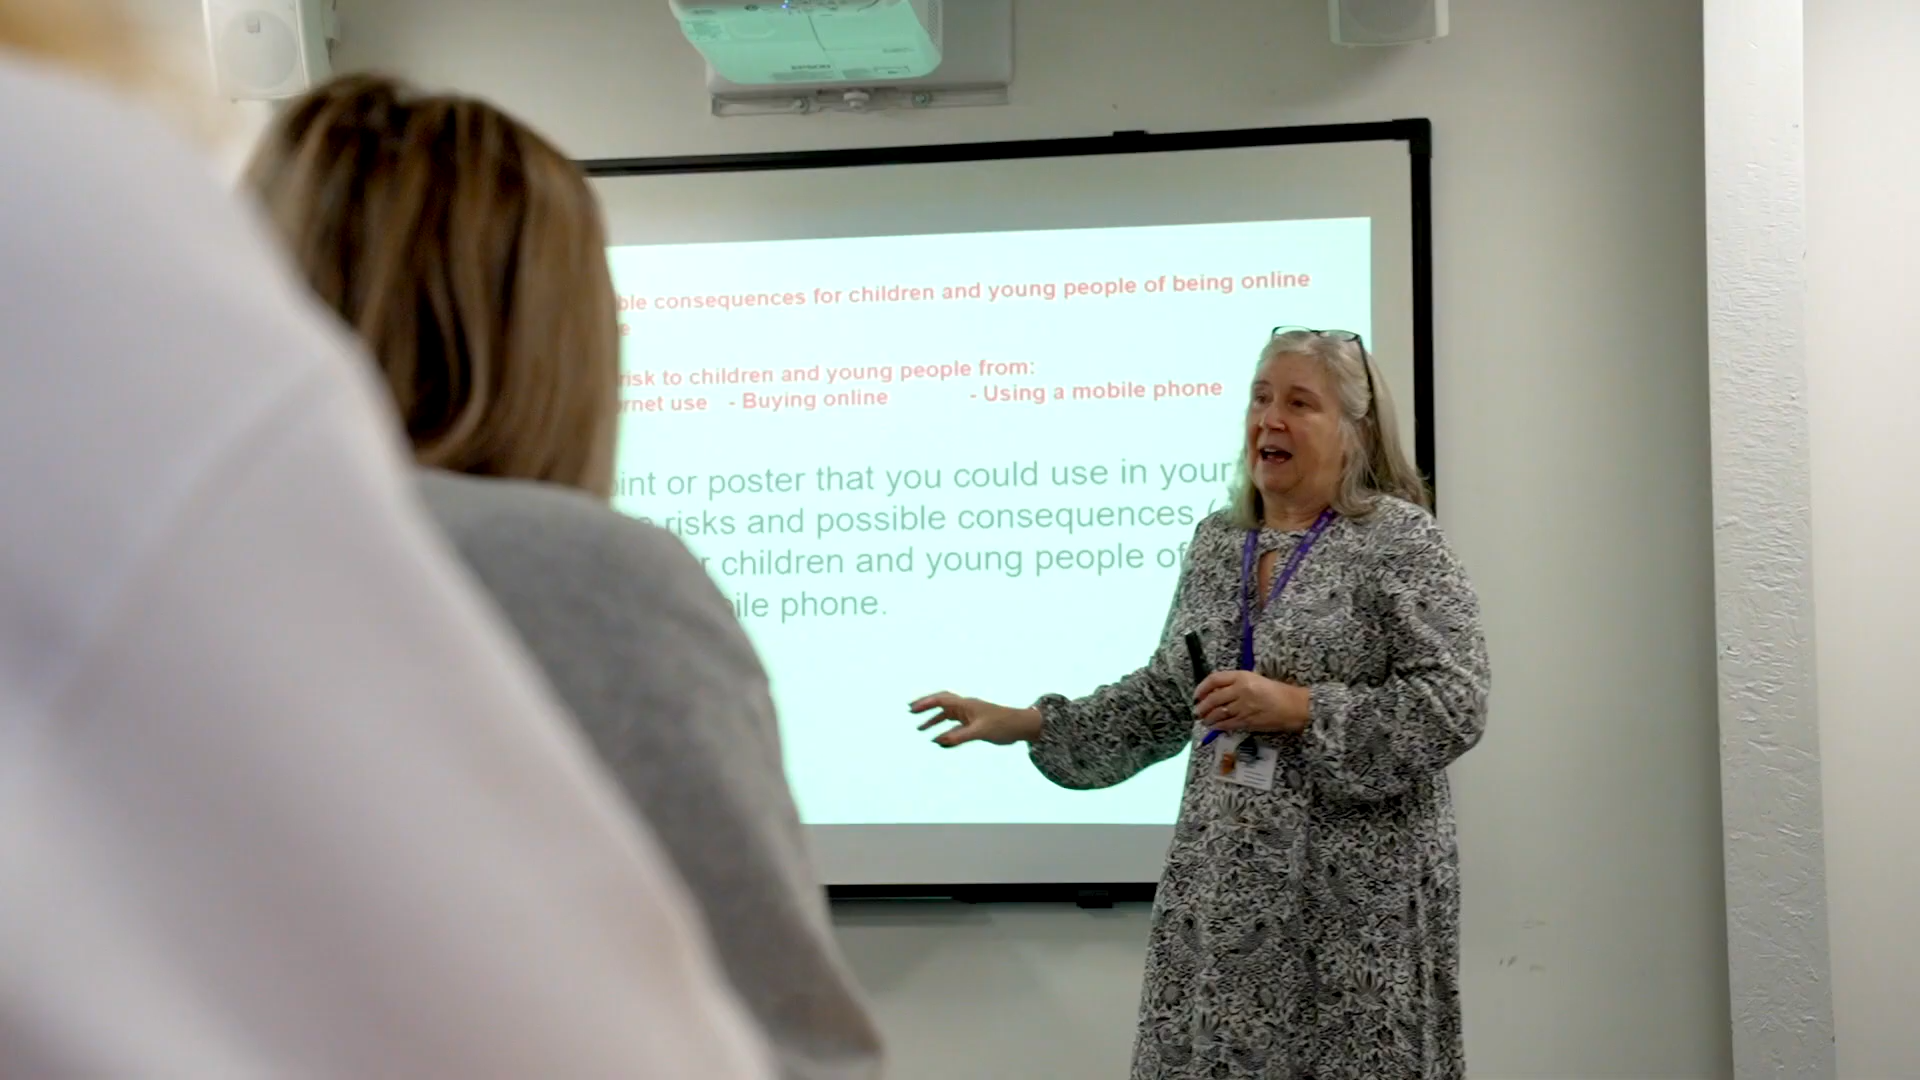 EPSON
ble consequences for children and young people of being online
e
risk to children and young people from:
rnet use - Buying online - Using a mobile phone
int or poster that you could use in your
risks and possible consequences (
r children and young people of
ile phone.